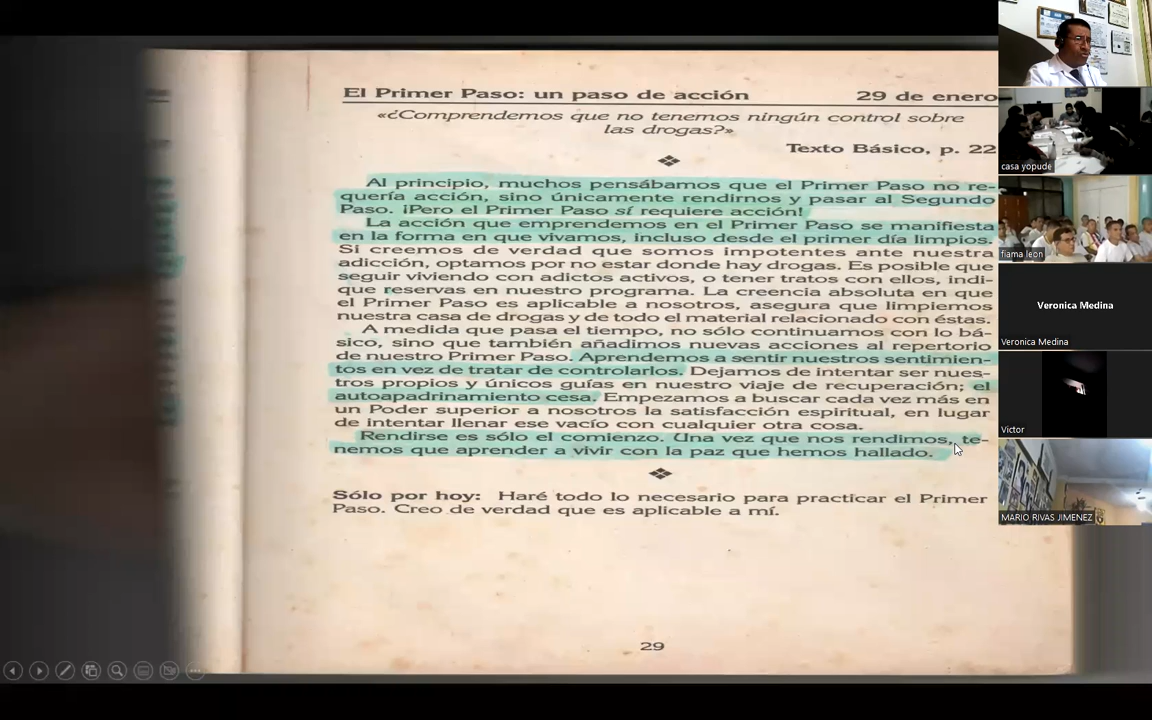 El Primer Paso: un paso de acción 29 de enero
«¿Comprendemos que no tenemos ningún control sobre
las drogas?»
Texto Básico, p. 22
Al principio, muchos pensábamos que el Primer Paso no re-
quería acción, sino únicamente rendirnos y pasar al Segundo
Paso. ¡Pero el Primer Paso sí requiere acción!
La acción que emprendemos en el Primer Paso se manifiesta
en la forma en que vivamos, incluso desde el primer día limpios.
Si creemos de verdad que somos impotentes ante nuestra
adicción, optamos por no estar donde hay drogas. Es posible que
seguir viviendo con adictos activos, o tener tratos con ellos, indi-
que reservas en nuestro programa. La creencia absoluta en que
el Primer Paso es aplicable a nosotros, asegura que limpiemos
nuestra casa de drogas y de todo el material relacionado con éstas.
A medida que pasa el tiempo, no sólo continuamos con lo bá-
sico, sino que también añadimos nuevas acciones al repertorio
de nuestro Primer Paso. Aprendemos a sentir nuestros sentimien-
tos en vez de tratar de controlarlos. Dejamos de intentar ser nues-
tros propios y únicos guías en nuestro viaje de recuperación; el
autoapadrinamiento cesa. Empezamos a buscar cada vez más en
un Poder superior a nosotros la satisfacción espiritual, en lugar
de intentar llenar ese vacío con cualquier otra cosa.
Rendirse es sólo el comienzo. Una vez que nos rendimos, te-
nemos que aprender a vivir con la paz que hemos hallado.
Sólo por hoy: Haré todo lo necesario para practicar el Primer
Paso. Creo de verdad que es aplicable a mí.
29
casa yopude
fiama leon
Veronica Medina
Veronica Medina
Victor
MARIO RIVAS JIMENEZ